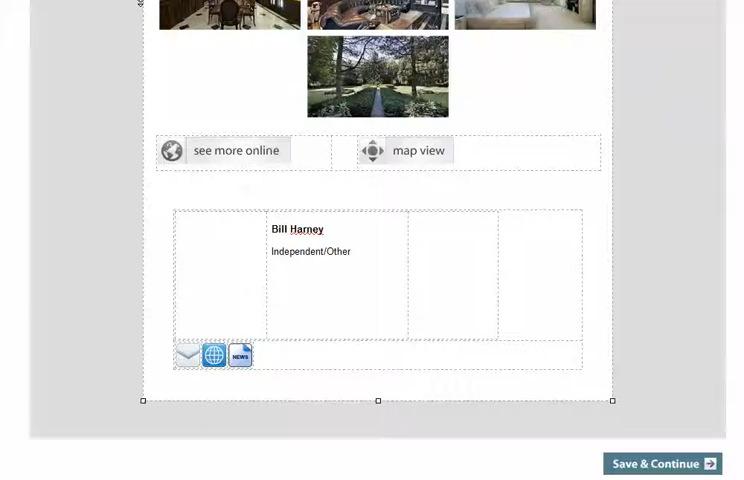 see more online
map view
Bill Harney
Independent/Other
NEWS
Save & Continue